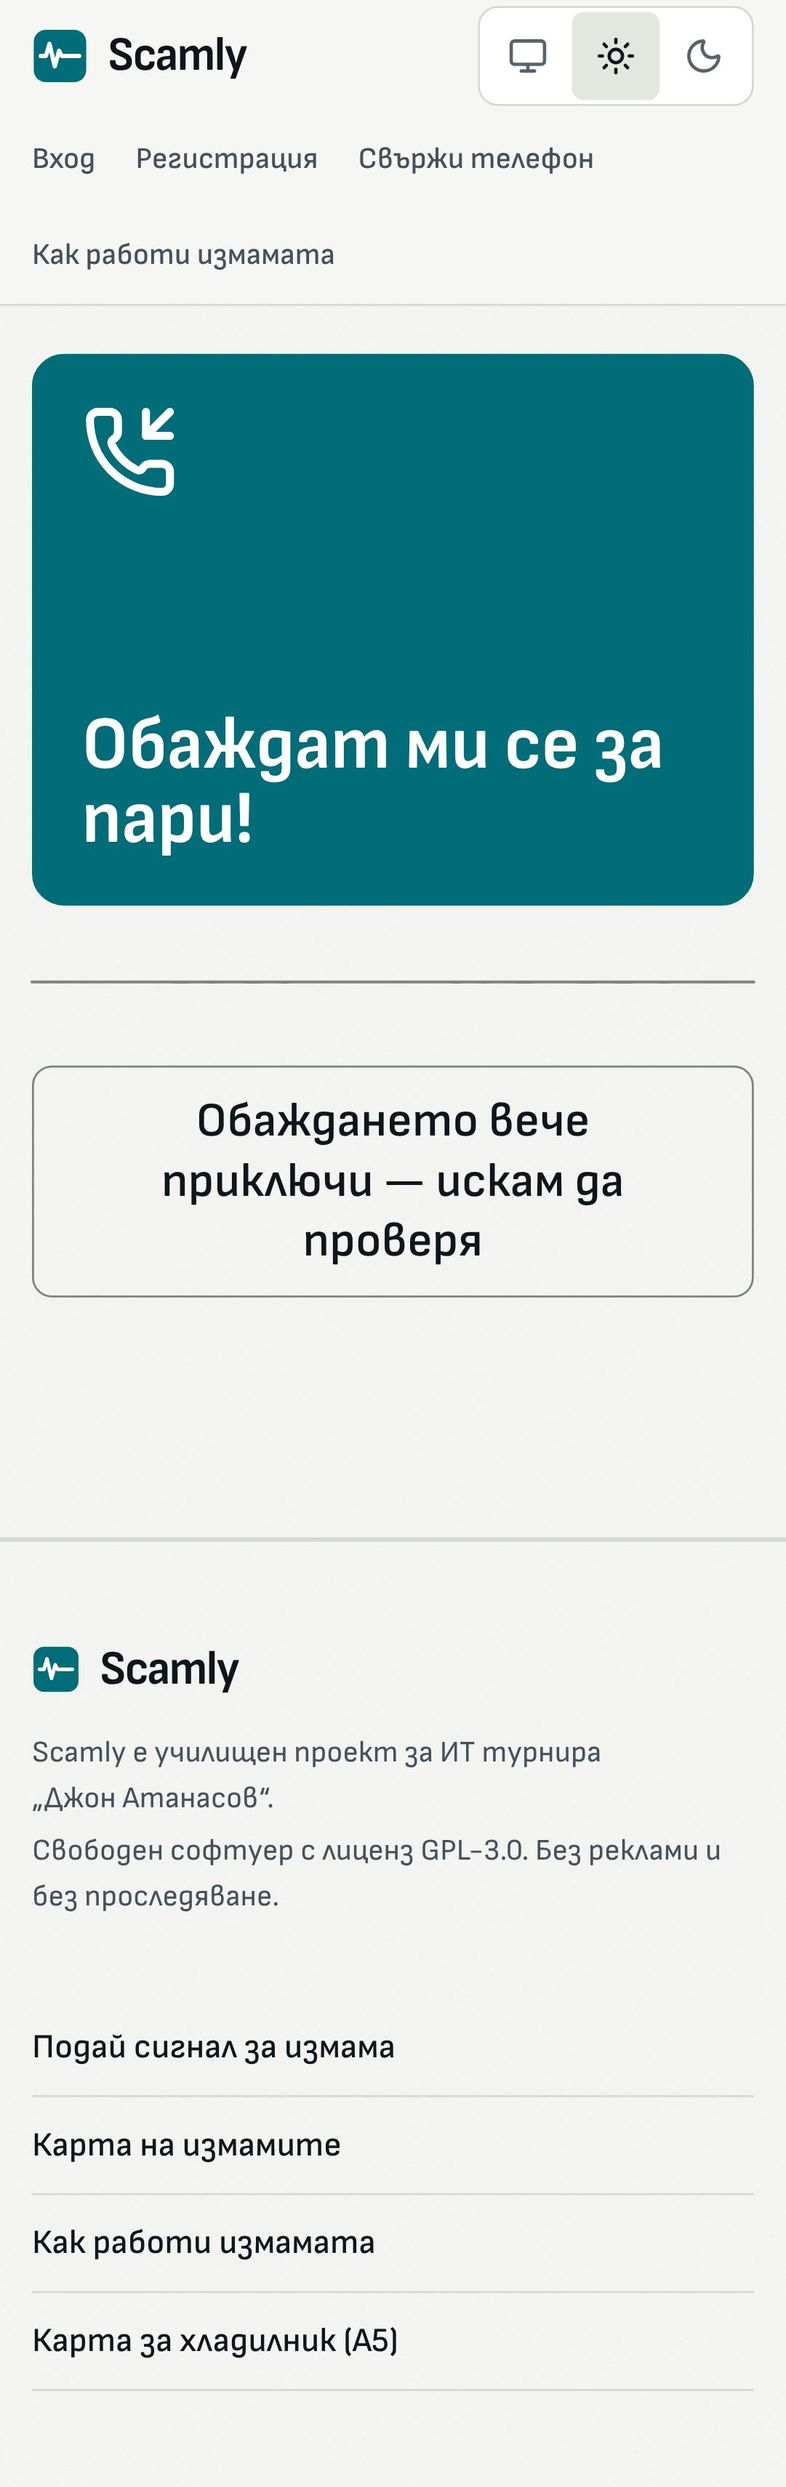 Scamly
Вход Регистрация Свържи телефон
Как работи измамата
Обаждат ми се за
пари!
Обаждането вече
приключи — искам да
проверя
Scamly
Scamly е училищен проект за ИТ турнира
„Джон Атанасов“.
Свободен софтуер с лиценз GPL-3.0. Без реклами и
без проследяване.
Подай сигнал за измама
Карта на измамите
Как работи измамата
Карта за хладилник (А5)